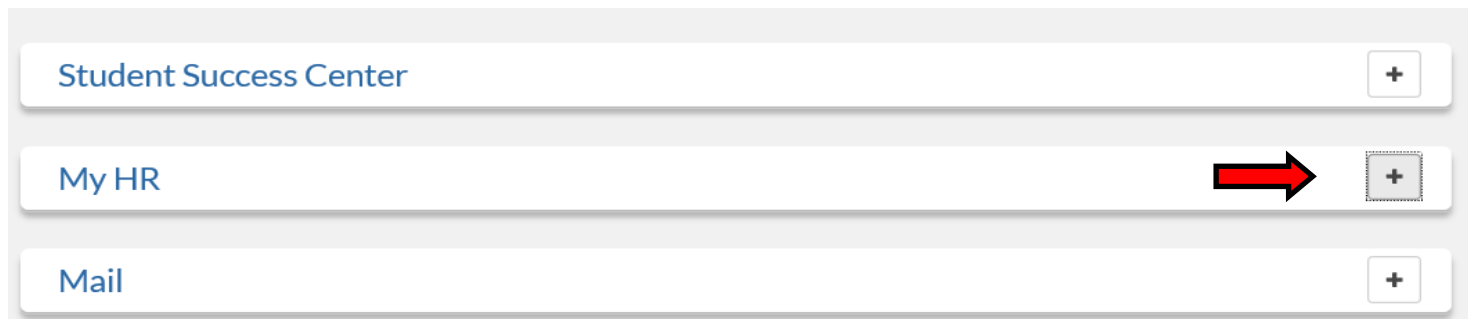 Student Success Center +
My HR +
Mail +